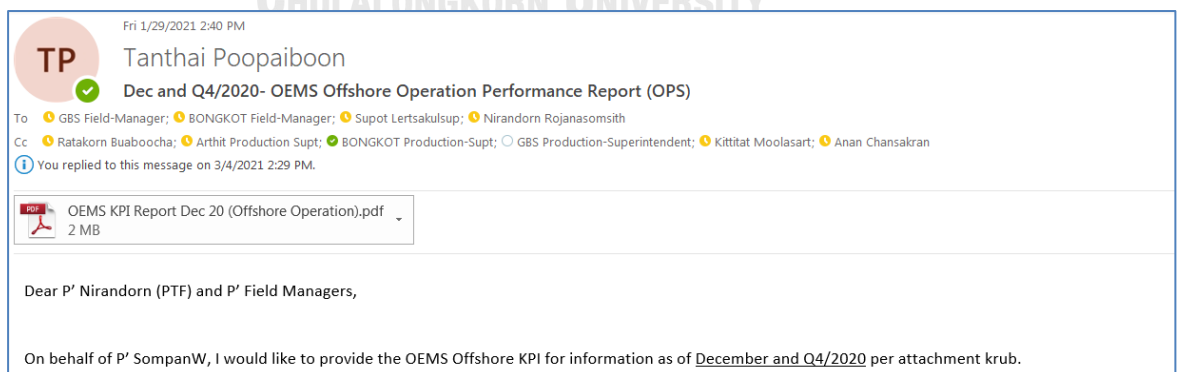 CHULALONGKORN UNIVERSITY
Fri 1/29/2021 2:40 PM
TP
Tanthai Poopaiboon
Dec and Q4/2020- OEMS Offshore Operation Performance Report (OPS)
To GBS Field-Manager; BONGKOT Field-Manager; Supot Lertsakulsup; Nirandorn Rojanasomsith
Cc Ratakorn Buaboocha; Arthit Production Supt; BONGKOT Production-Supt; GBS Production-Superintendent; Kittitat Moolasart; Anan Chansakran
You replied to this message on 3/4/2021 2:29 PM.
PDF
OEMS KPI Report Dec 20 (Offshore Operation).pdf
2 MB
Dear P' Nirandorn (PTF) and P' Field Managers,
On behalf of P' SompanW, I would like to provide the OEMS Offshore KPI for information as of December and Q4/2020 per attachment krub.